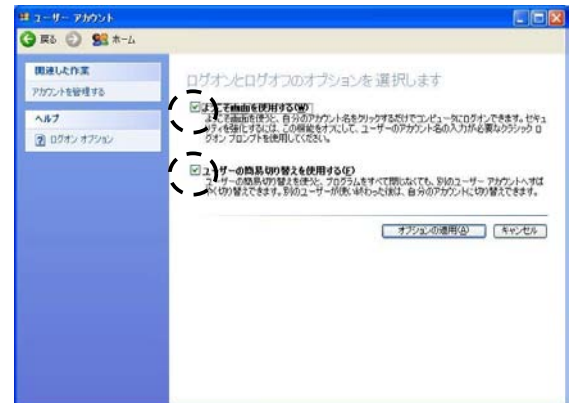 ユーザー アカウント
戻る ホーム
関連した作業
アカウントを管理する
ヘルプ
ログオン オプション
ログオンとログオフのオプションを選択します
ようこそ画面を使用する(W)
ようこそ画面を使うと、自分のアカウント名をクリックするだけでコンピュータにログオンできます。セキュ
リティを強化するには、この機能をオフにして、ユーザーのアカウント名の入力が必要なクラシック ロ
グオン プロンプトを使用してください。
ユーザーの簡易切り替えを使用する(F)
ユーザーの簡易切り替えを使うと、プログラムをすべて閉じなくても、別のユーザー アカウントへすば
やく切り替えできます。別のユーザーが使い終わった後は、自分のアカウントに切り替えできます。
オプションの適用(A) キャンセル